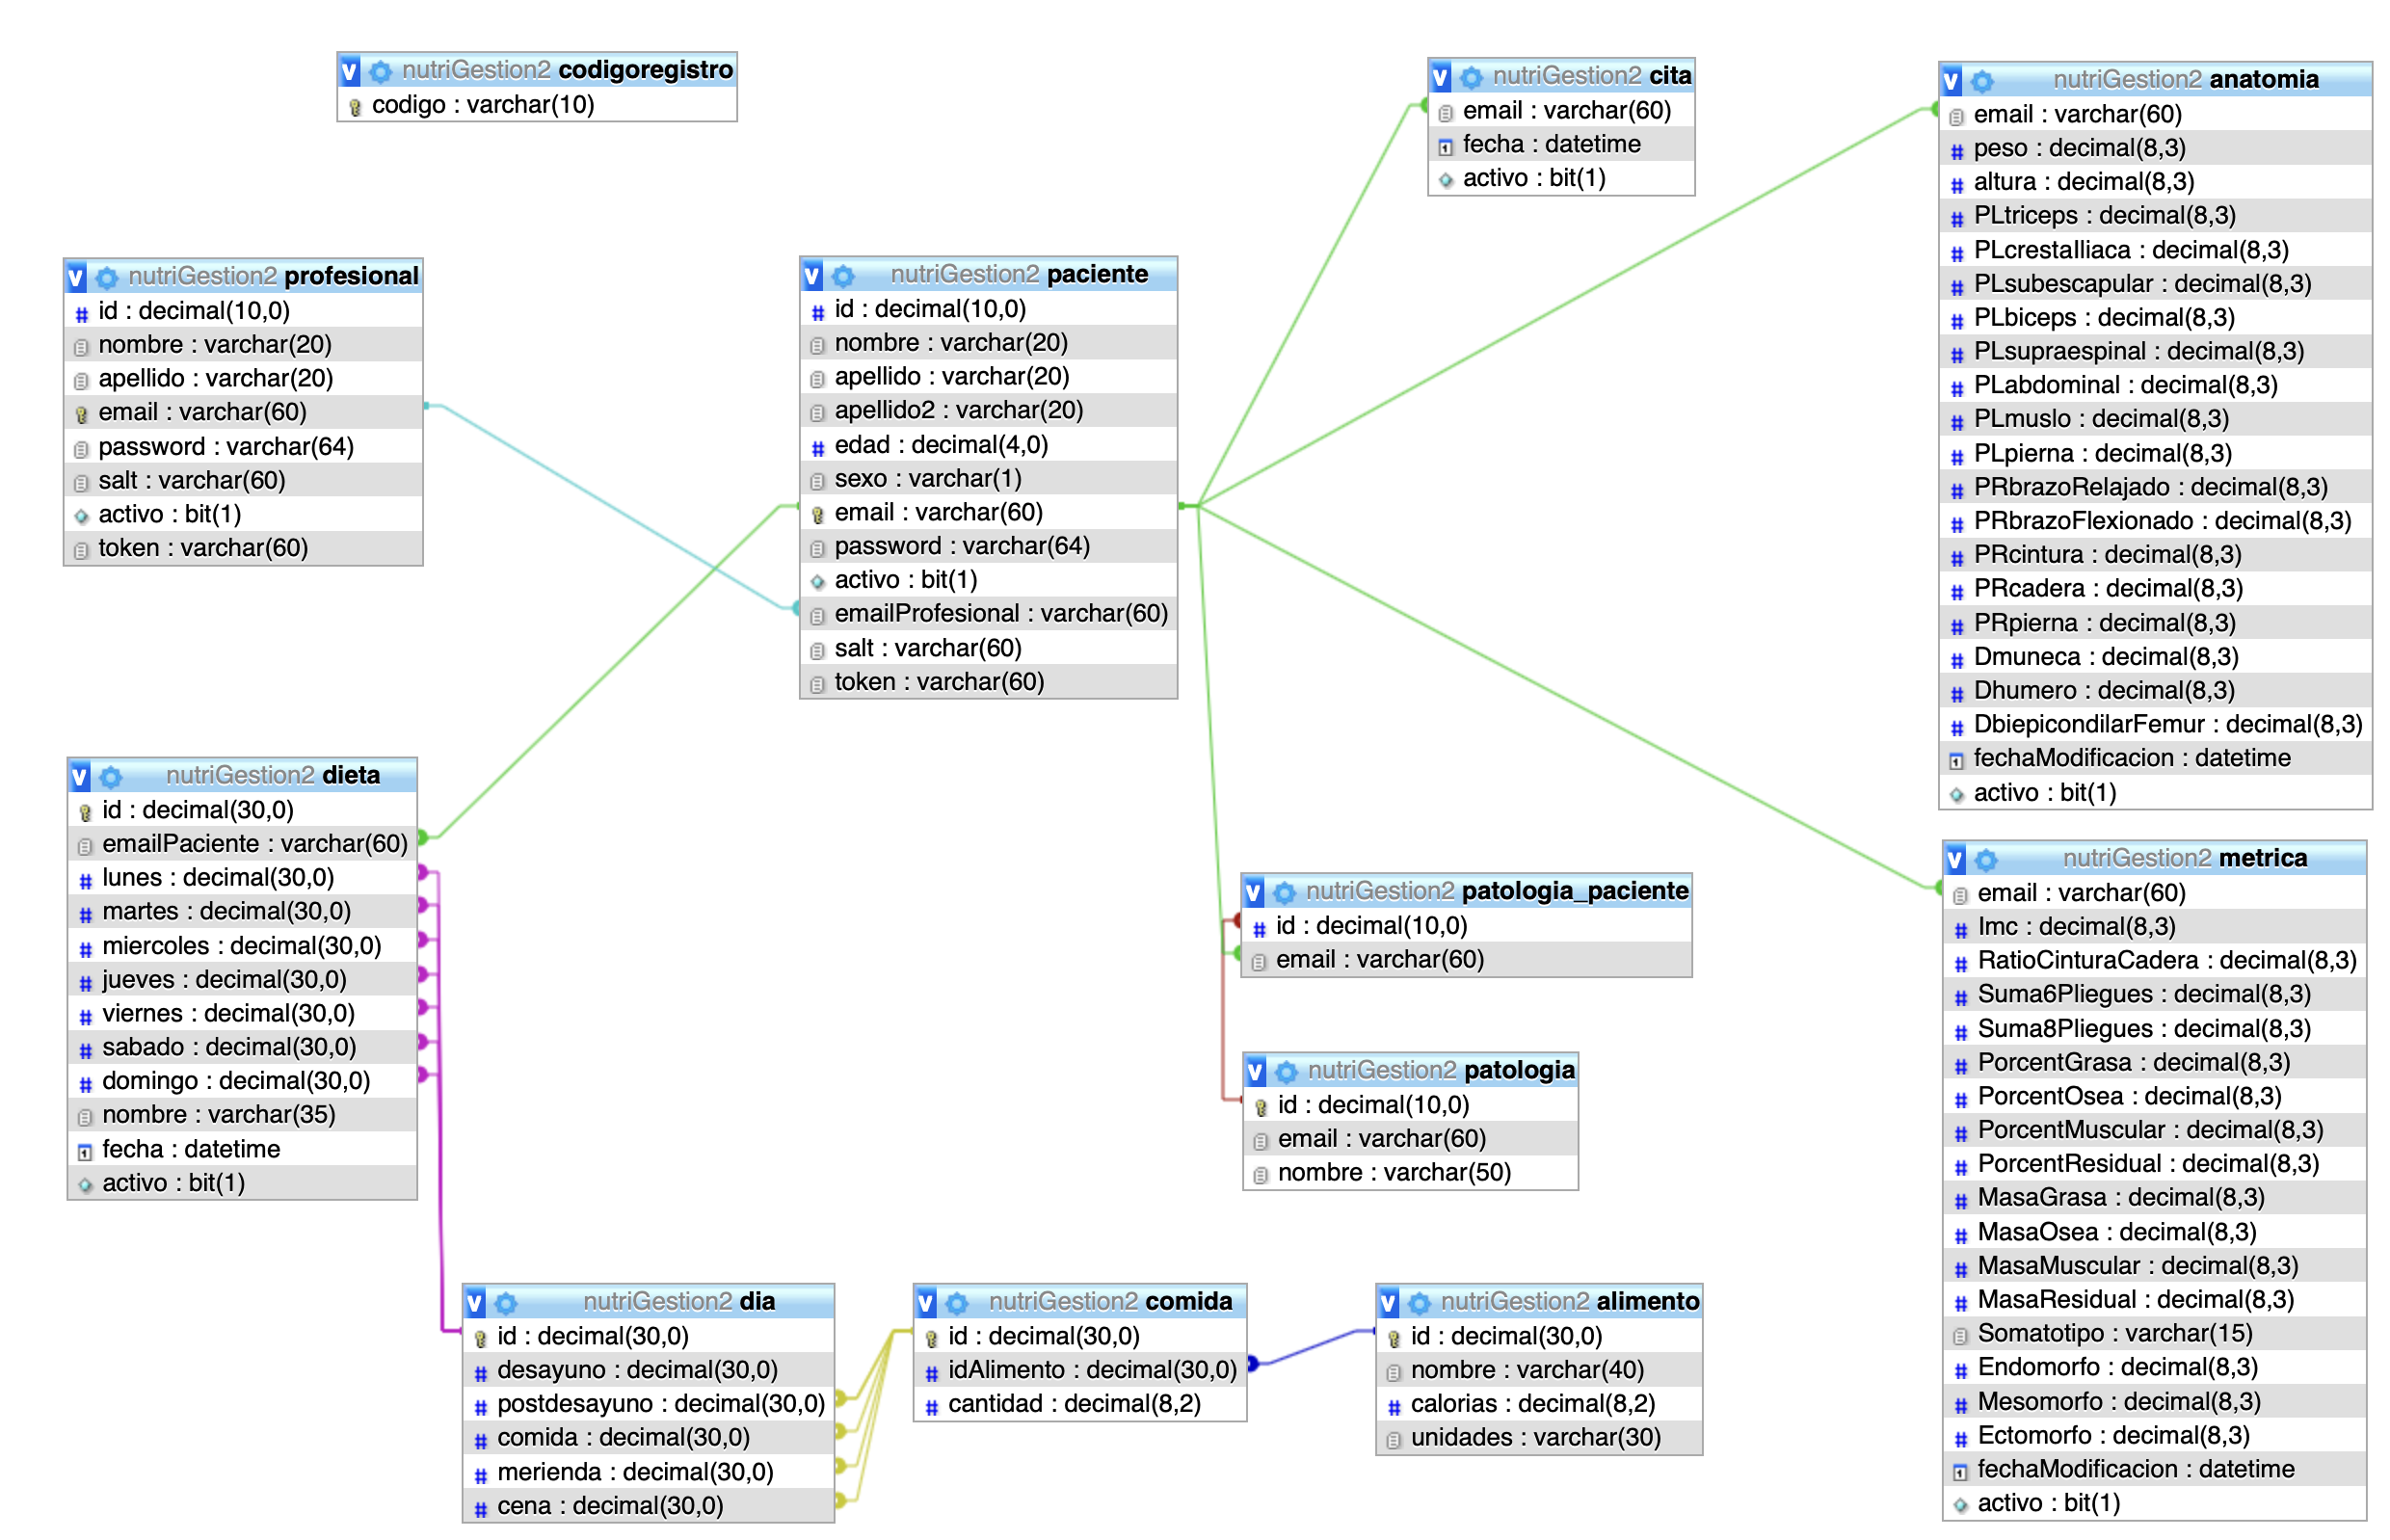 nutriGestion2 codigoregistro
codigo : varchar(10)
nutriGestion2 cita
email : varchar(60)
fecha : datetime
activo : bit(1)
nutriGestion2 anatomia
email : varchar(60)
peso : decimal(8,3)
altura : decimal(8,3)
PLtriceps : decimal(8,3)
PLcrestaIliaca : decimal(8,3)
PLsubescapular : decimal(8,3)
PLbiceps : decimal(8,3)
PLsupraespinal : decimal(8,3)
PLabdominal : decimal(8,3)
PLmuslo : decimal(8,3)
PLpierna : decimal(8,3)
PRbrazoRelajado : decimal(8,3)
PRbrazoFlexionado : decimal(8,3)
PRcintura : decimal(8,3)
PRcadera : decimal(8,3)
PRpierna : decimal(8,3)
Dmuneca : decimal(8,3)
Dhumero : decimal(8,3)
DbiepicondilarFemur : decimal(8,3)
fechaModificacion : datetime
activo : bit(1)
nutriGestion2 profesional
id : decimal(10,0)
nombre : varchar(20)
apellido : varchar(20)
email : varchar(60)
password : varchar(64)
salt : varchar(60)
activo : bit(1)
token : varchar(60)
nutriGestion2 paciente
id : decimal(10,0)
nombre : varchar(20)
apellido : varchar(20)
apellido2 : varchar(20)
edad : decimal(4,0)
sexo : varchar(1)
email : varchar(60)
password : varchar(64)
activo : bit(1)
emailProfesional : varchar(60)
salt : varchar(60)
token : varchar(60)
nutriGestion2 dieta
id : decimal(30,0)
emailPaciente : varchar(60)
lunes : decimal(30,0)
martes : decimal(30,0)
miercoles : decimal(30,0)
jueves : decimal(30,0)
viernes : decimal(30,0)
sabado : decimal(30,0)
domingo : decimal(30,0)
nombre : varchar(35)
fecha : datetime
activo : bit(1)
nutriGestion2 patologia_paciente
id : decimal(10,0)
email : varchar(60)
nutriGestion2 patologia
id : decimal(10,0)
email : varchar(60)
nombre : varchar(50)
nutriGestion2 metrica
email : varchar(60)
Imc : decimal(8,3)
RatioCinturaCadera : decimal(8,3)
Suma6Pliegues : decimal(8,3)
Suma8Pliegues : decimal(8,3)
PorcentGrasa : decimal(8,3)
PorcentOsea : decimal(8,3)
PorcentMuscular : decimal(8,3)
PorcentResidual : decimal(8,3)
MasaGrasa : decimal(8,3)
MasaOsea : decimal(8,3)
MasaMuscular : decimal(8,3)
MasaResidual : decimal(8,3)
Somatotipo : varchar(15)
Endomorfo : decimal(8,3)
Mesomorfo : decimal(8,3)
Ectomorfo : decimal(8,3)
fechaModificacion : datetime
activo : bit(1)
nutriGestion2 dia
id : decimal(30,0)
desayuno : decimal(30,0)
postdesayuno : decimal(30,0)
comida : decimal(30,0)
merienda : decimal(30,0)
cena : decimal(30,0)
nutriGestion2 comida
id : decimal(30,0)
idAlimento : decimal(30,0)
cantidad : decimal(8,2)
nutriGestion2 alimento
id : decimal(30,0)
nombre : varchar(40)
calorias : decimal(8,2)
unidades : varchar(30)